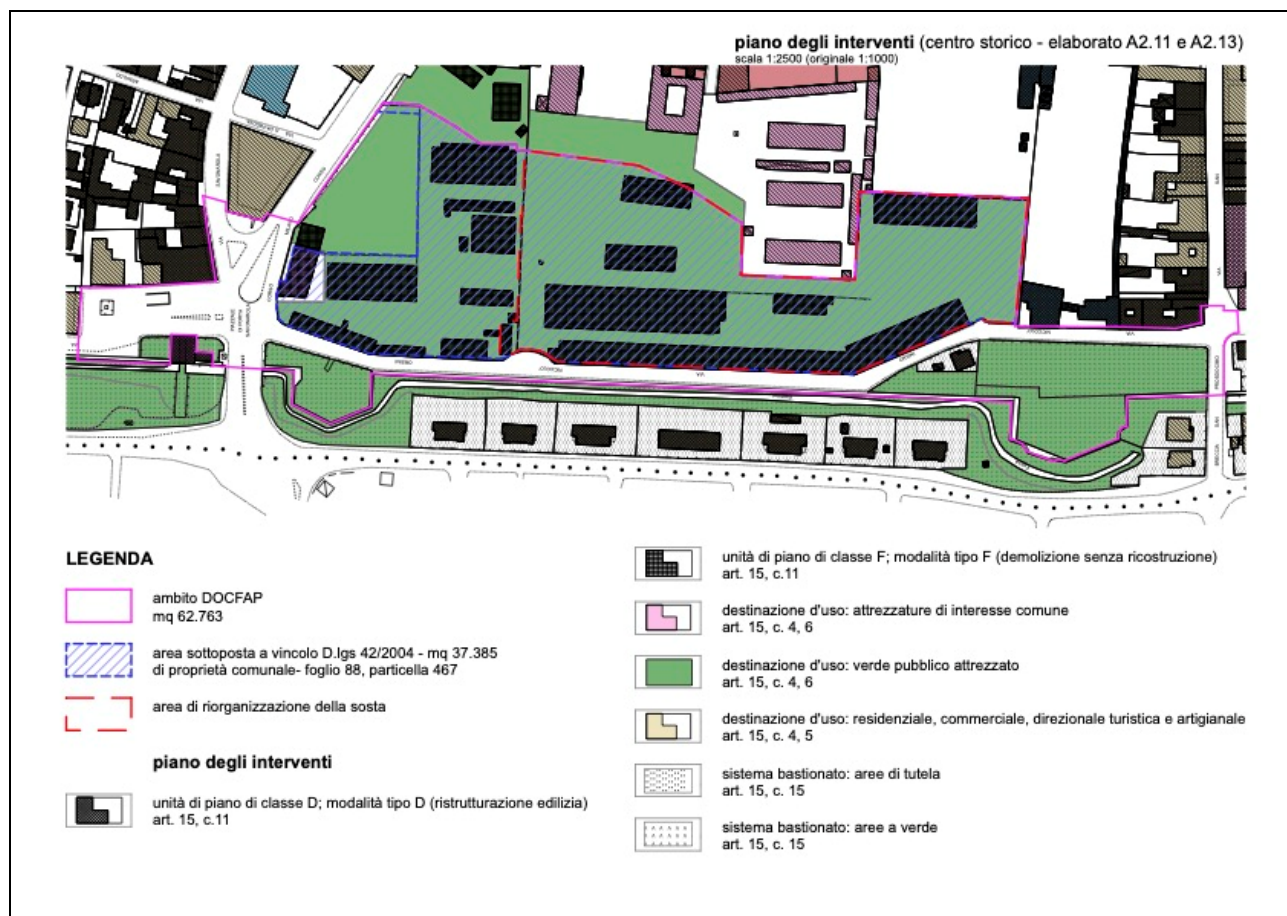 piano degli interventi (centro storico - elaborato A2.11 e A2.13)
scala 1:2500 (originale 1:1000)
VIA
VIA
VIA
VIA
SAN
PROSDOCIMO
LEGENDA
ambito DOCFAP
mq 62.763
area sottoposta a vincolo D.lgs 42/2004 - mq 37.385
di proprietà comunale- foglio 88, particella 467
area di riorganizzazione della sosta
piano degli interventi
unità di piano di classe D; modalità tipo D (ristrutturazione edilizia)
art. 15, c.11
unità di piano di classe F; modalità tipo F (demolizione senza ricostruzione)
art. 15, c.11
destinazione d'uso: attrezzature di interesse comune
art. 15, c. 4, 6
destinazione d'uso: verde pubblico attrezzato
art. 15, c. 4, 6
destinazione d'uso: residenziale, commerciale, direzionale turistica e artigianale
art. 15, c. 4, 5
sistema bastionato: aree di tutela
art. 15, c. 15
sistema bastionato: aree a verde
art. 15, c. 15